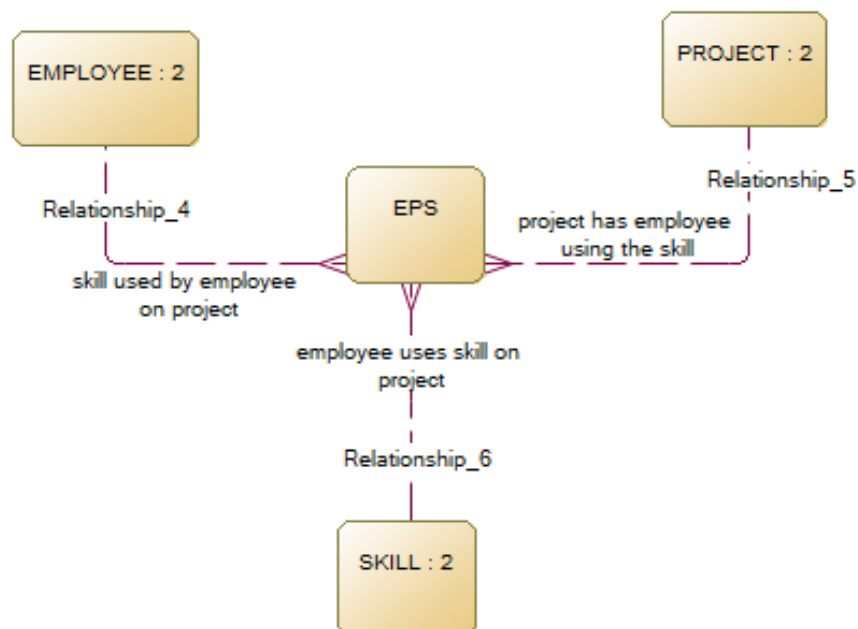 EMPLOYEE : 2
PROJECT : 2
Relationship_4
EPS
Relationship_5
project has employee
using the skill
skill used by employee
on project
employee uses skill on
project
Relationship_6
SKILL : 2